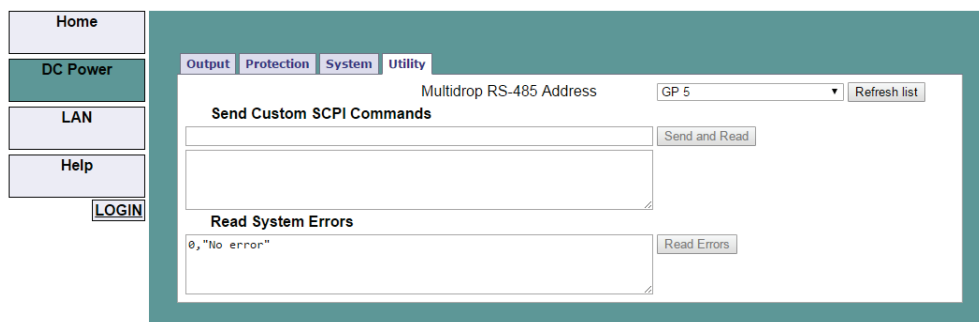 Home
DC Power
LAN
Help
LOGIN
Output Protection System Utility
Multidrop RS-485 Address GP 5 Refresh list
Send Custom SCPI Commands
Send and Read
Read System Errors
0,"No error" Read Errors